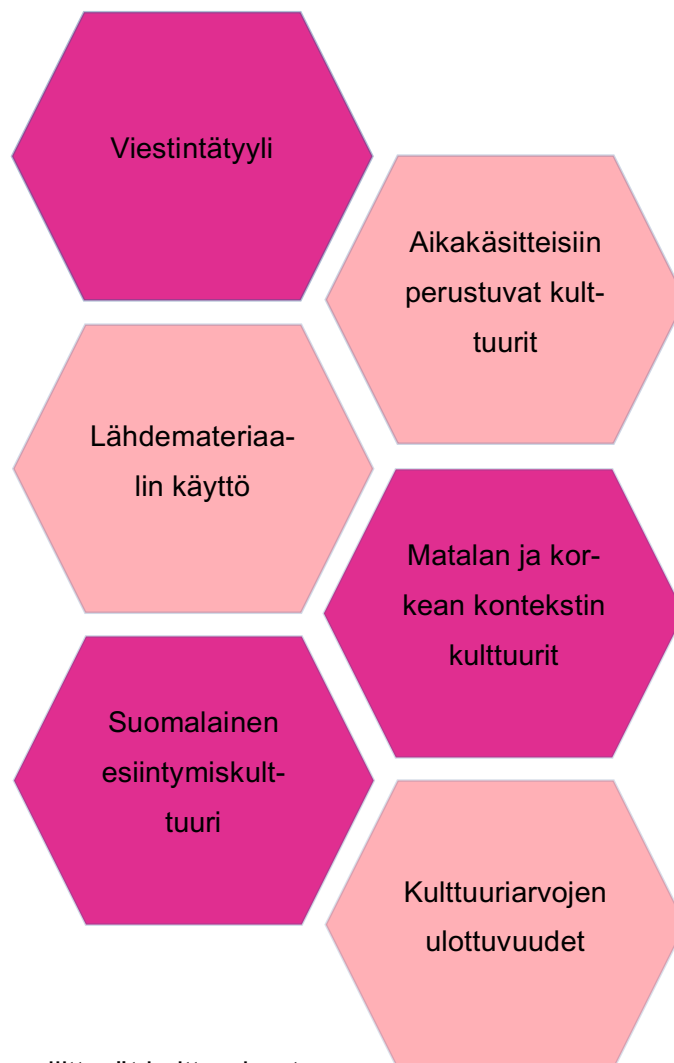 Viestintätyyli
Aikakäsitteisiin
perustuvat kult-
tuurit
Lähdemateriaa-
lin käyttö
Matalan ja kor-
kean kontekstin
kulttuurit
Suomalainen
esiintymiskult-
tuuri
Kulttuuriarvojen
ulottuvuudet